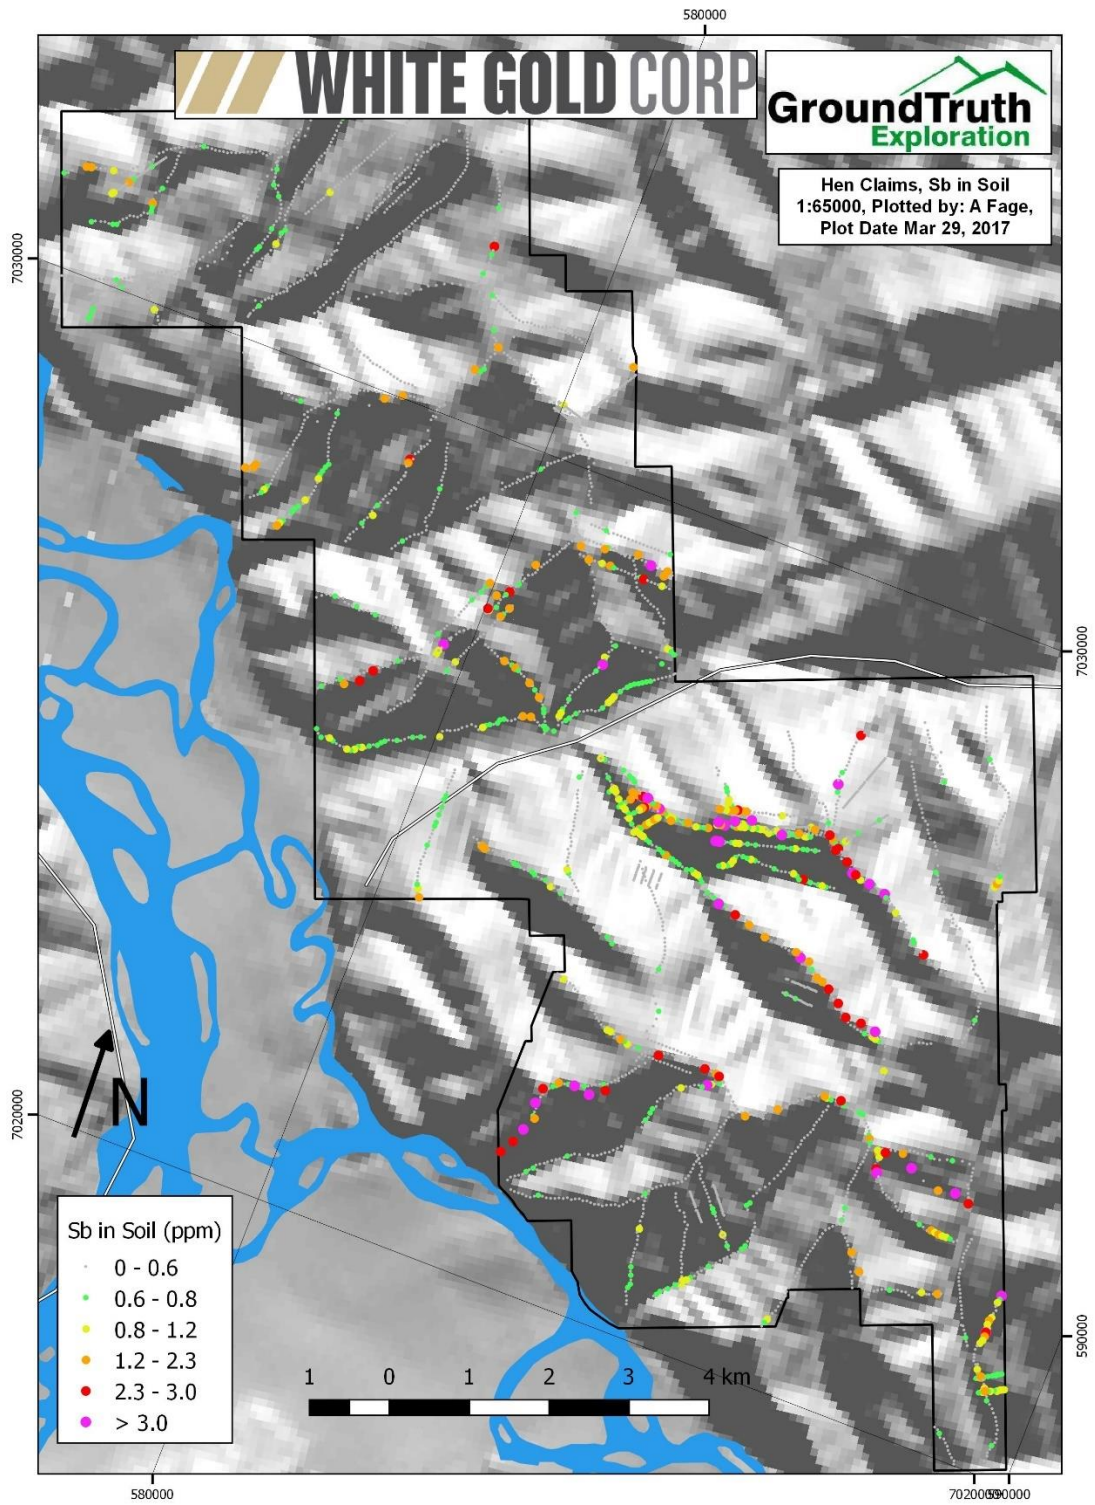 580000
WHITE GOLD CORP
GroundTruth
Exploration
Hen Claims, Sb in Soil
1:65000, Plotted by: A Fage,
Plot Date Mar 29, 2017
7030000
7030000
7020000
N
Sb in Soil (ppm)
0 - 0.6
0.6 - 0.8
0.8 - 1.2
1.2 - 2.3
2.3 - 3.0
> 3.0
1 0 1 2 3 4 km
590000
580000
7020000
590000